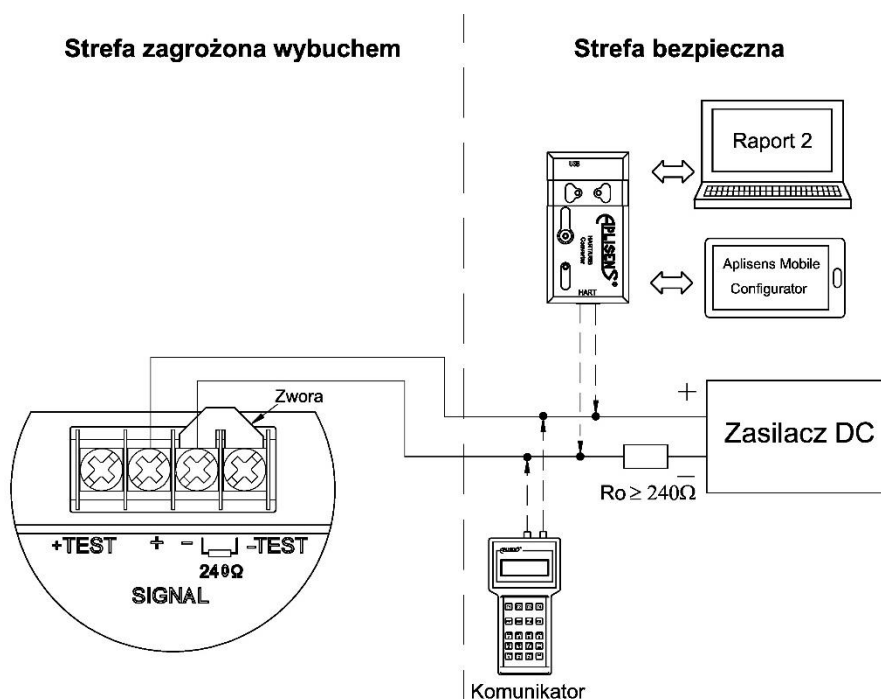 Strefa zagrożona wybuchem
Strefa bezpieczna
USB
APLISENS®
HART/USB
Converter
HART
Raport 2
Aplisens Mobile
Configurator
Zwora
+
Zasilacz DC
Ro ≥ 240Ω
−
+TEST + − -TEST
240Ω
SIGNAL
Komunikator